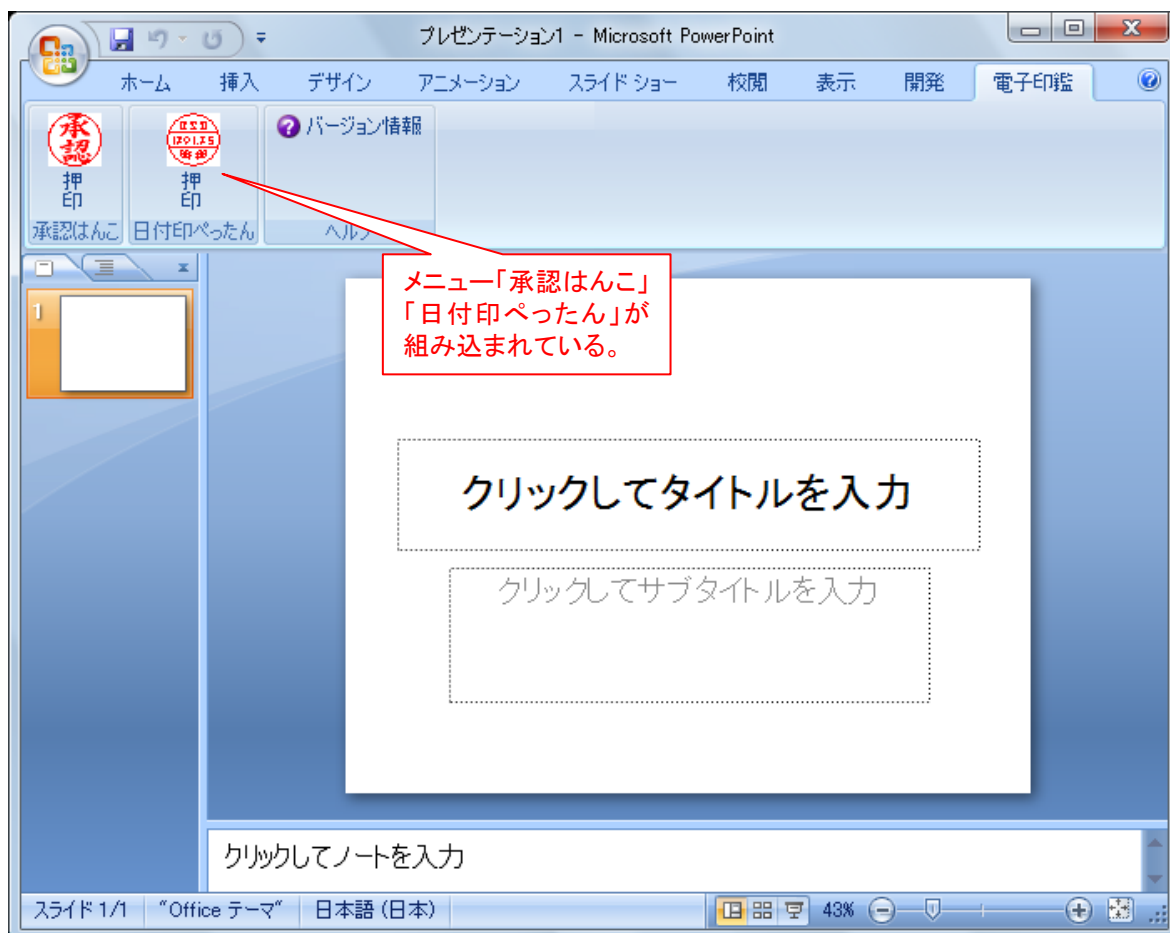 プレゼンテーション1 - Microsoft PowerPoint
ホーム 挿入 デザイン アニメーション スライド ショー 校閲 表示 開発 電子印鑑
承認
押印
承認はんこ
押印
日付印ぺったん
バージョン情報
メニュー「承認はんこ」
「日付印ぺったん」が
組み込まれている。
1
クリックしてタイトルを入力
クリックしてサブタイトルを入力
クリックしてノートを入力
スライド 1/1 "Office テーマ" 日本語 (日本) 43%